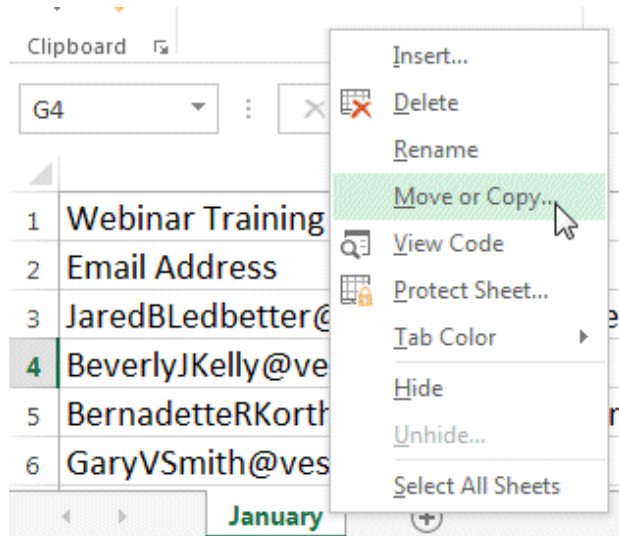 Clipboard
G4
Insert...
Delete
Rename
Move or Copy...
View Code
Protect Sheet...
Tab Color
Hide
Unhide...
Select All Sheets
1 Webinar Training
2 Email Address
3 JaredBLedbetter@
4 BeverlyJKelly@ve
5 BernadetteRKorth
6 GaryVSmith@ves
January